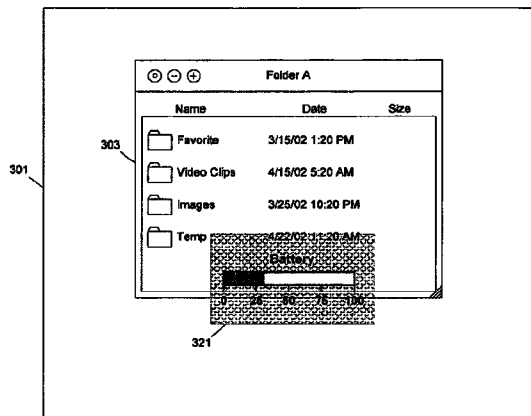 Folder A
Name Date Size
303
Favorite 3/15/02 1:20 PM
301
Video Clips 4/15/02 5:20 AM
Images 3/25/02 10:20 PM
Temp 4/22/02 11:20 AM
Battery
0 25 50 75 100
321